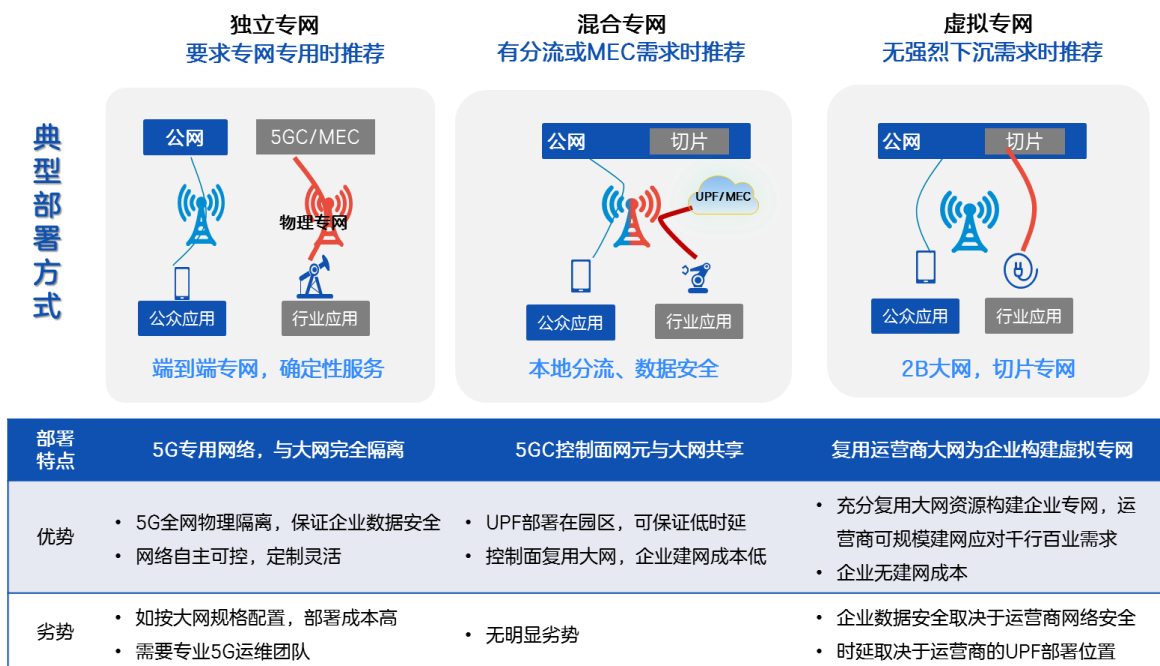 独立专网
要求专网专用时推荐
混合专网
有分流或MEC需求时推荐
虚拟专网
无强烈下沉需求时推荐
典型部署方式
公网
5GC/MEC
物理专网
公众应用
行业应用
端到端专网，确定性服务
公网
切片
UPF/MEC
公众应用
行业应用
本地分流、数据安全
公网
切片
公众应用
行业应用
2B大网，切片专网
部署
特点
5G专用网络，与大网完全隔离
5GC控制面网元与大网共享
复用运营商大网为企业构建虚拟专网
优势
• 5G全网物理隔离，保证企业数据安全
• 网络自主可控，定制灵活
• UPF部署在园区，可保证低时延
• 控制面复用大网，企业建网成本低
• 充分复用大网资源构建企业专网，运
营商可规模建网应对千行百业需求
• 企业无建网成本
劣势
• 如按大网规格配置，部署成本高
• 需要专业5G运维团队
• 无明显劣势
• 企业数据安全取决于运营商网络安全
• 时延取决于运营商的UPF部署位置